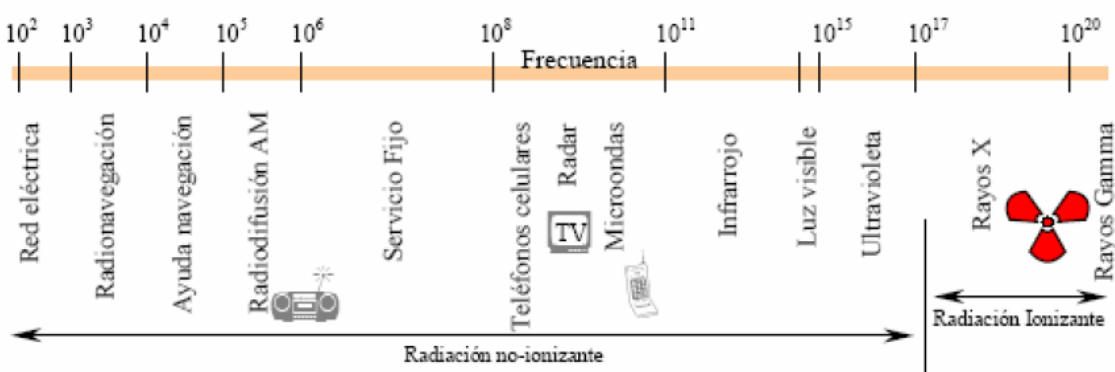 10² 10³ 10⁴ 10⁵ 10⁶ 10⁸ 10¹¹ 10¹⁵ 10¹⁷ 10²⁰
Frecuencia
Red eléctrica
Radionavegación
Ayuda navegación
Radiodifusión AM
Servicio Fijo
Teléfonos celulares
Radar
TV
Microondas
Infrarrojo
Luz visible
Ultravioleta
Rayos X
Rayos Gamma
Radiación no-ionizante
Radiación Ionizante